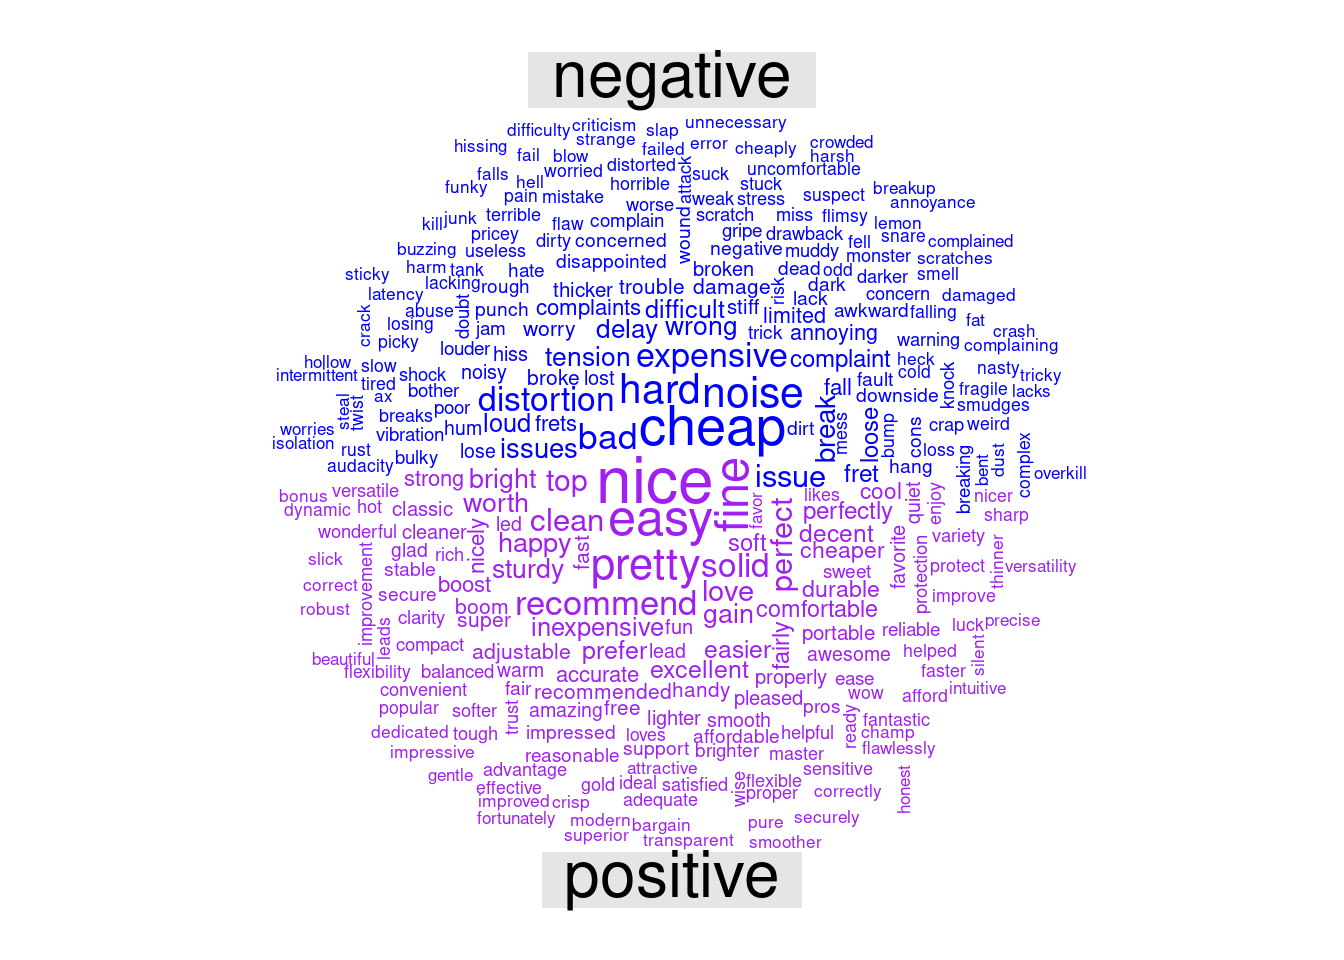 negative
difficulty criticism slap unnecessary
hissing strange failed error cheaply crowded
fail blow distorted attack harsh
falls worried suck uncomfortable
funky hell horrible stuck breakup
pain mistake worse weak stress suspect annoyance
kill junk terrible flaw complain wound scratch miss flimsy lemon
pricey dirty concerned gripe drawback fell snare complained
buzzing useless disappointed negative muddy monster scratches
sticky harm tank hate broken dead odd darker smell
latency lacking rough thicker trouble damage risk dark concern damaged
crack abuse doubt punch complaints difficult stiff lack awkward falling fat
losing jam worry delay wrong limited trick annoying warning crash
picky louder hiss tension expensive complaint heck complaining
hollow slow noisy cold knock nasty
intermittent tired shock broke lost hard noise fall fault fragile tricky
steal twist ax bother distortion downside lacks
breaks poor loud frets cheap dirt break mess loose bump cons crap smudges weird
worries vibration hum bad
isolation rust lose issues loss dust complex
audacity bulky issue fret hang breaking bent overkill
strong bright top nice fine
bonus versatile worth favor likes cool quiet enjoy nicer
dynamic hot classic clean easy perfect perfectly sharp
wonderful cleaner nicely led decent favorite variety
slick glad rich happy fast soft cheaper protection thinner
improvement stable sturdy pretty solid sweet protect versatility
correct secure boost love durable improve
robust clarity boom recommend gain comfortable luck precise
leads super inexpensive fun fairly portable reliable silent
beautiful compact adjustable prefer lead easier awesome helped
flexibility balanced warm accurate excellent properly ease faster
convenient fair recommended handy pleased wow afford intuitive
popular softer trust amazing free lighter smooth pros ready fantastic
dedicated tough impressed loves affordable helpful champ
impressive reasonable support brighter master flawlessly
gentle advantage attractive wise flexible sensitive honest
effective gold ideal satisfied proper correctly
improved crisp adequate
fortunately modern bargain pure securely
superior transparent smoother
positive